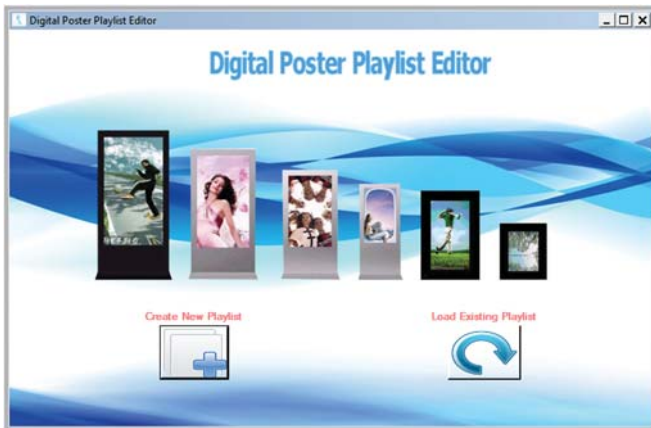 Digital Poster Playlist Editor
Digital Poster Playlist Editor
Create New Playlist
Load Existing Playlist